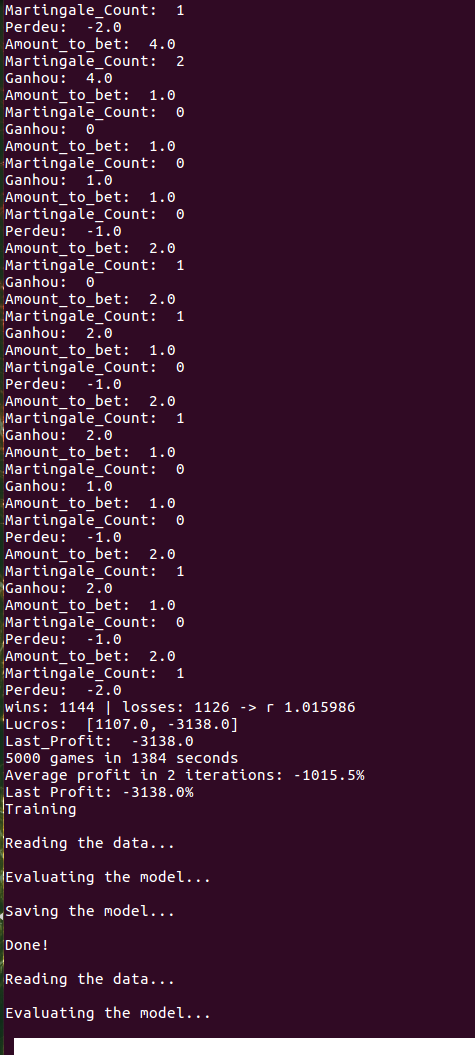 Martingale_Count:  1
Perdeu:  -2.0
Amount_to_bet:  4.0
Martingale_Count:  2
Ganhou:  4.0
Amount_to_bet:  1.0
Martingale_Count:  0
Ganhou:  0
Amount_to_bet:  1.0
Martingale_Count:  0
Ganhou:  1.0
Amount_to_bet:  1.0
Martingale_Count:  0
Perdeu:  -1.0
Amount_to_bet:  2.0
Martingale_Count:  1
Ganhou:  0
Amount_to_bet:  2.0
Martingale_Count:  1
Ganhou:  2.0
Amount_to_bet:  1.0
Martingale_Count:  0
Perdeu:  -1.0
Amount_to_bet:  2.0
Martingale_Count:  1
Ganhou:  2.0
Amount_to_bet:  1.0
Martingale_Count:  0
Ganhou:  1.0
Amount_to_bet:  1.0
Martingale_Count:  0
Perdeu:  -1.0
Amount_to_bet:  2.0
Martingale_Count:  1
Ganhou:  2.0
Amount_to_bet:  1.0
Martingale_Count:  0
Perdeu:  -1.0
Amount_to_bet:  2.0
Martingale_Count:  1
Perdeu:  -2.0
wins: 1144 | losses: 1126 -> r 1.015986
Lucros:  [1107.0, -3138.0]
Last_Profit:  -3138.0
5000 games in 1384 seconds
Average profit in 2 iterations: -1015.5%
Last Profit: -3138.0%
Training
Reading the data...
Evaluating the model...
Saving the model...
Done!
Reading the data...
Evaluating the model...